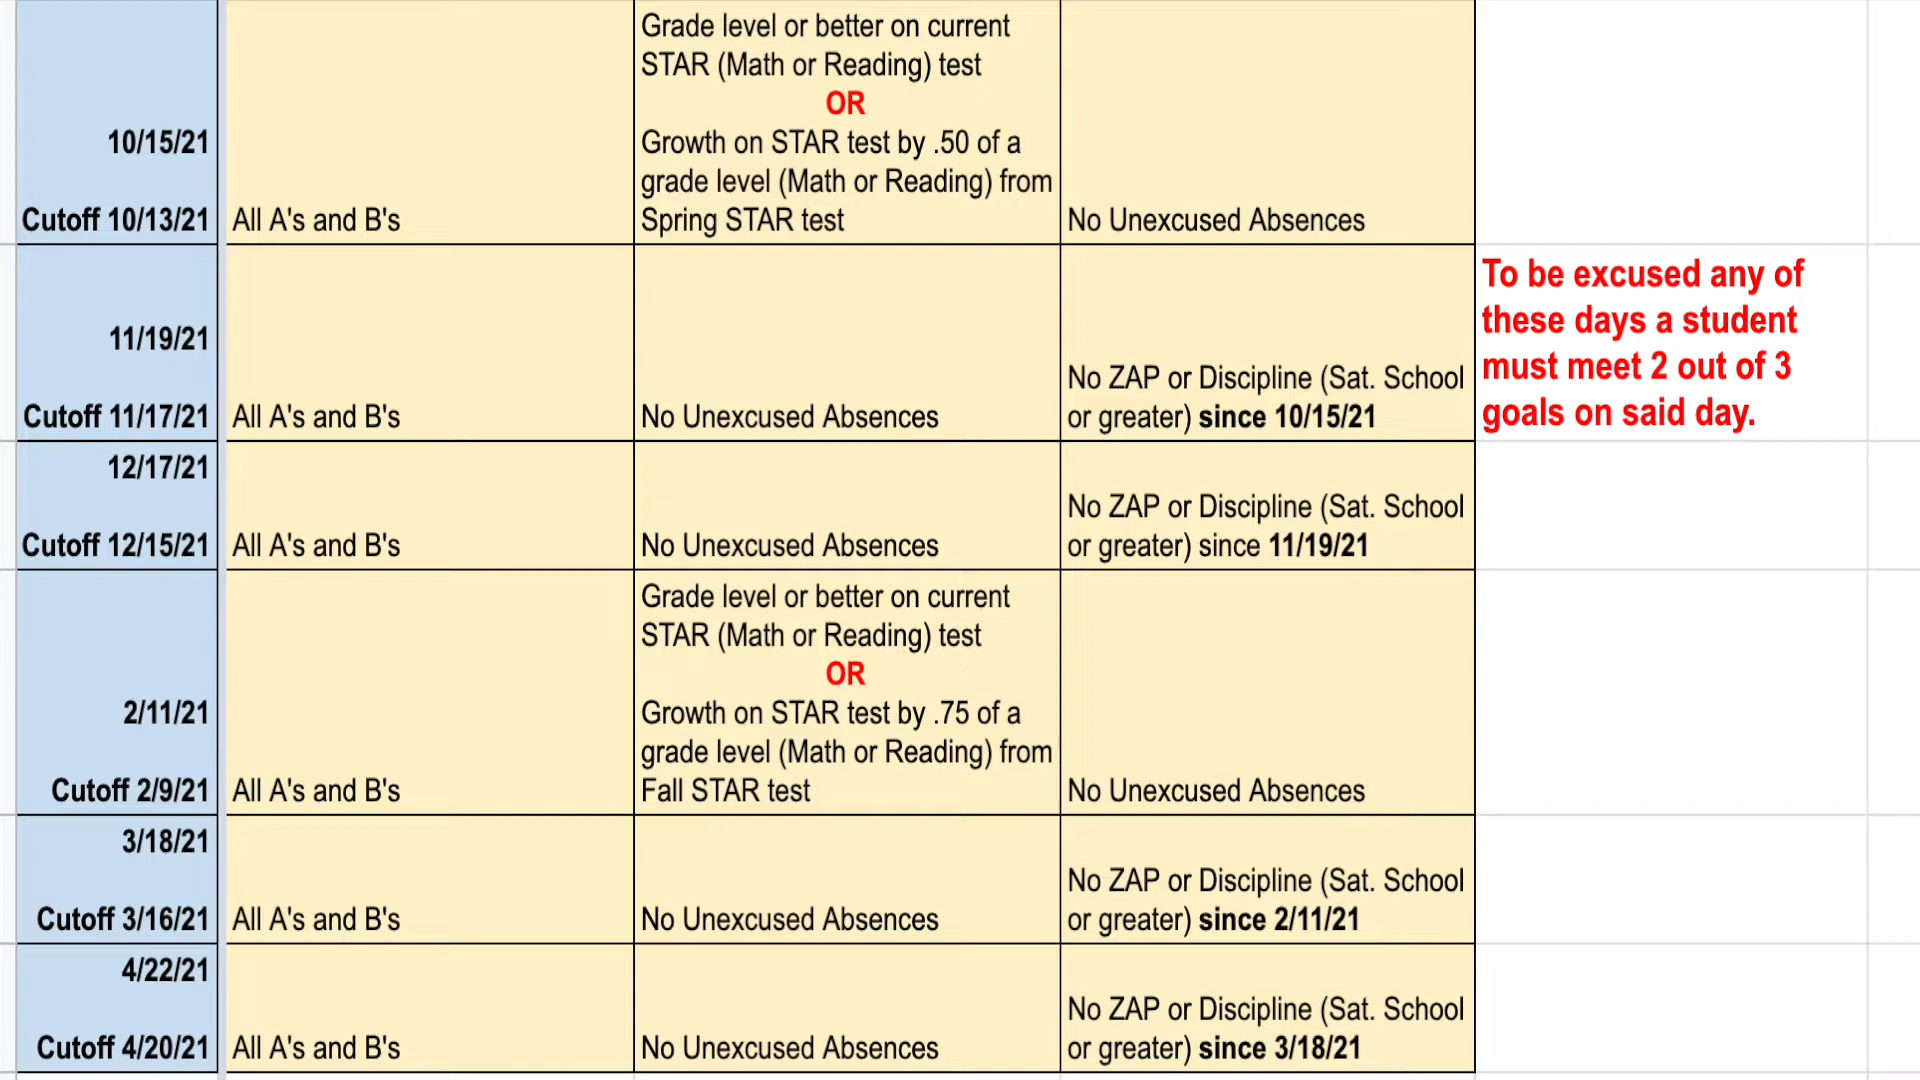 10/15/21
Cutoff 10/13/21
All A's and B's
Grade level or better on current
STAR (Math or Reading) test
OR
Growth on STAR test by .50 of a
grade level (Math or Reading) from
Spring STAR test
No Unexcused Absences
11/19/21
Cutoff 11/17/21
All A's and B's
No Unexcused Absences
No ZAP or Discipline (Sat. School
or greater) since 10/15/21
To be excused any of
these days a student
must meet 2 out of 3
goals on said day.
12/17/21
Cutoff 12/15/21
All A's and B's
No Unexcused Absences
No ZAP or Discipline (Sat. School
or greater) since 11/19/21
2/11/21
Cutoff 2/9/21
All A's and B's
Grade level or better on current
STAR (Math or Reading) test
OR
Growth on STAR test by .75 of a
grade level (Math or Reading) from
Fall STAR test
No Unexcused Absences
3/18/21
Cutoff 3/16/21
All A's and B's
No Unexcused Absences
No ZAP or Discipline (Sat. School
or greater) since 2/11/21
4/22/21
Cutoff 4/20/21
All A's and B's
No Unexcused Absences
No ZAP or Discipline (Sat. School
or greater) since 3/18/21